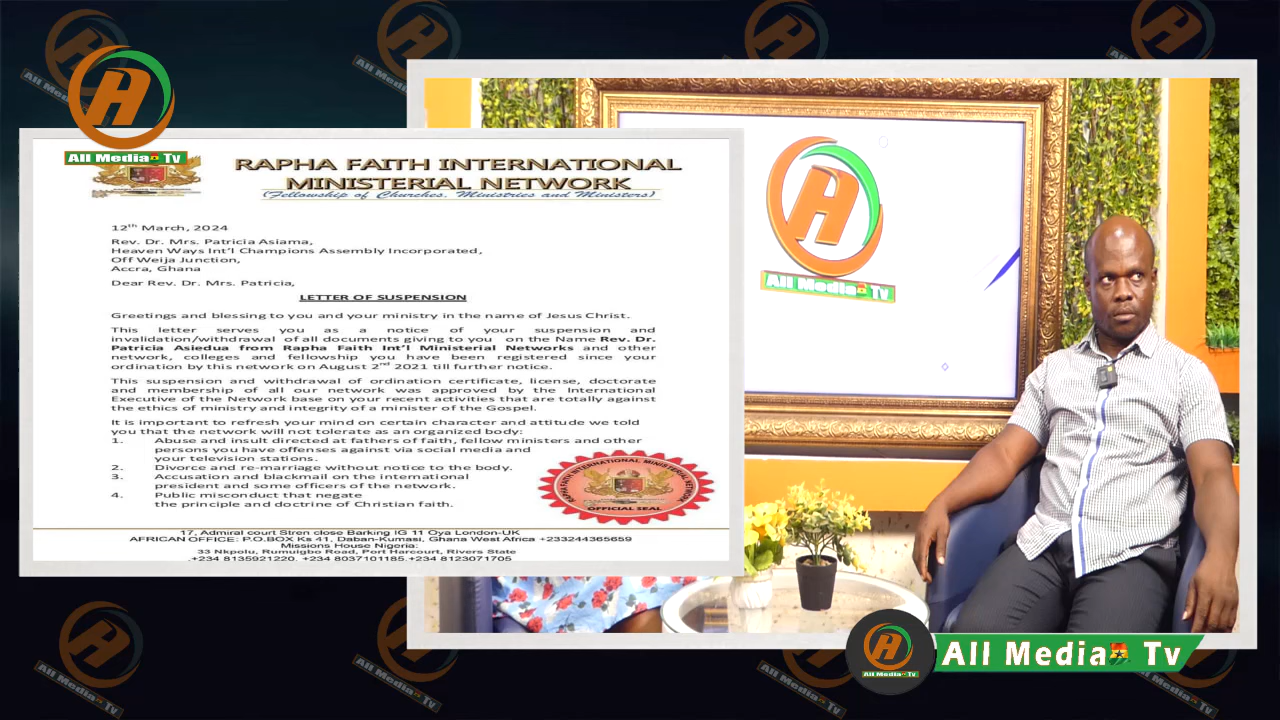 All Media Tv
RAPHA FAITH INTERNATIONAL
MINISTERIAL NETWORK
(Fellowship of Churches, Ministries and Ministers)
12th March, 2024
Rev. Dr. Mrs. Patricia Asiama,
Heaven Ways Int'l Champions Assembly Incorporated,
Off Weija Junction,
Accra, Ghana
Dear Rev. Dr. Mrs. Patricia,
LETTER OF SUSPENSION
Greetings and blessing to you and your ministry in the name of Jesus Christ.
This letter serves you as a notice of your suspension and
invalidation/withdrawal of all documents giving to you on the Name Rev. Dr.
Patricia Asiedua from Rapha Faith Int'l Ministerial Networks and other
network, colleges and fellowship you have been registered since your
ordination by this network on August 2nd 2021 till further notice.
This suspension and withdrawal of ordination certificate, license, doctorate
and membership of all our network was approved by the International
Executive of the Network base on your recent activities that are totally against
the ethics of ministry and integrity of a minister of the Gospel.
It is important to refresh your mind on certain character and attitude we told
you that the network will not tolerate as an organized body:
1. Abuse and insult directed at fathers of faith, fellow ministers and other
persons you have offenses against via social media and
your television stations.
2. Divorce and re-marriage without notice to the body.
3. Accusation and blackmail on the international
president and some officers of the network.
4. Public misconduct that negate
the principle and doctrine of Christian faith.
RAPHA FAITH INTERNATIONAL MINISTERIAL NETWORK
OFFICIAL SEAL
17, Admiral court Stren close Barking IG 11 Oya London-UK
AFRICAN OFFICE: P.O.BOX Ks 41, Daban-Kumasi, Ghana West Africa +233244365659
Missions House Nigeria:
33 Nkpolu, Rumuigbo Road, Port Harcourt, Rivers State
.+234 8135921220. +234 8037101185.+234 8123071705
All Media Tv
All Media Tv
All Media Tv